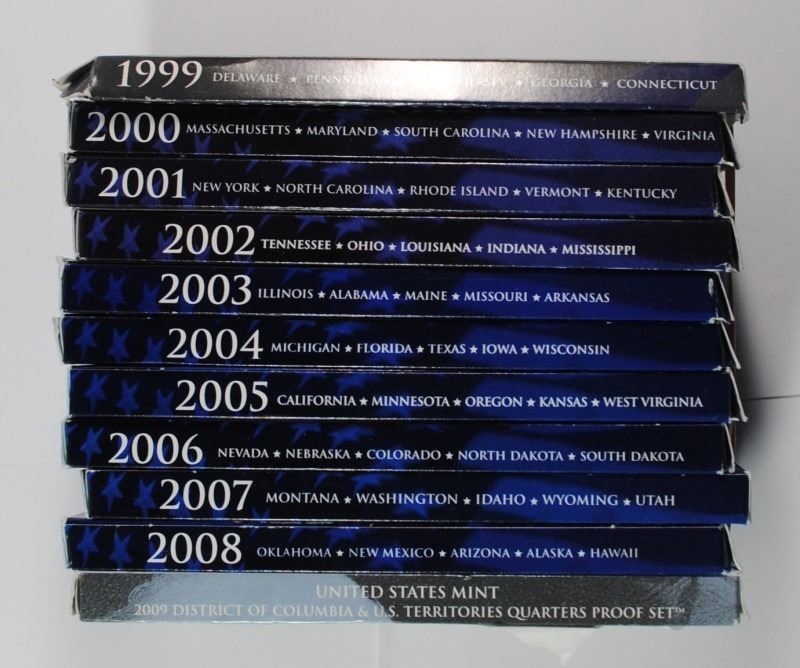 1999 DELAWARE ★ PENNSYLVANIA ★ JERSEY ★ GEORGIA ★ CONNECTICUT
2000 MASSACHUSETTS ★ MARYLAND ★ SOUTH CAROLINA ★ NEW HAMPSHIRE ★ VIRGINIA
2001 NEW YORK ★ NORTH CAROLINA ★ RHODE ISLAND ★ VERMONT ★ KENTUCKY
2002 TENNESSEE ★ OHIO ★ LOUISIANA ★ INDIANA ★ MISSISSIPPI
2003 ILLINOIS ★ ALABAMA ★ MAINE ★ MISSOURI ★ ARKANSAS
2004 MICHIGAN ★ FLORIDA ★ TEXAS ★ IOWA ★ WISCONSIN
2005 CALIFORNIA ★ MINNESOTA ★ OREGON ★ KANSAS ★ WEST VIRGINIA
2006 NEVADA ★ NEBRASKA ★ COLORADO ★ NORTH DAKOTA ★ SOUTH DAKOTA
2007 MONTANA ★ WASHINGTON ★ IDAHO ★ WYOMING ★ UTAH
2008 OKLAHOMA ★ NEW MEXICO ★ ARIZONA ★ ALASKA ★ HAWAII
UNITED STATES MINT
2009 DISTRICT OF COLUMBIA & U.S. TERRITORIES QUARTERS PROOF SET™